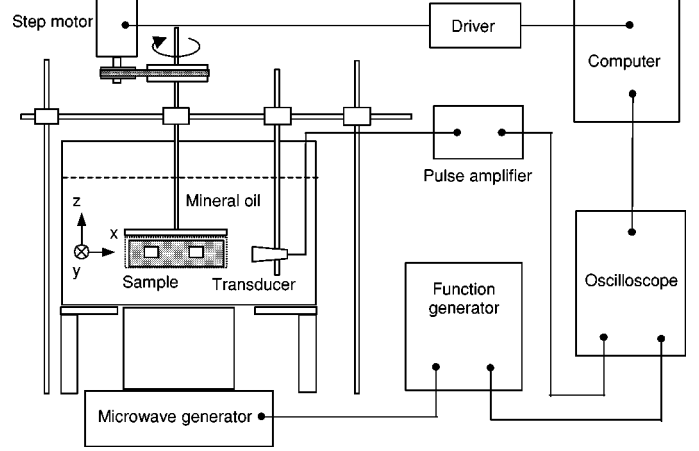 Step motor
Driver
Computer
Pulse amplifier
Mineral oil
z
x
y
Sample
Transducer
Function
generator
Oscilloscope
Microwave generator